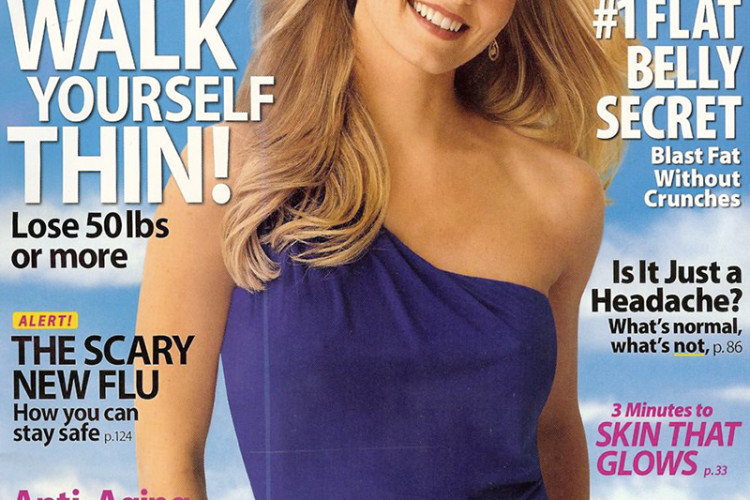 WALK
YOURSELF
THIN!
Lose 50 lbs
or more
ALERT!
THE SCARY
NEW FLU
How you can
stay safe p.124
Anti-Aging
#1 FLAT
BELLY
SECRET
Blast Fat
Without
Crunches
Is It Just a
Headache?
What's normal,
what's not, p.86
3 Minutes to
SKIN THAT
GLOWS p.33